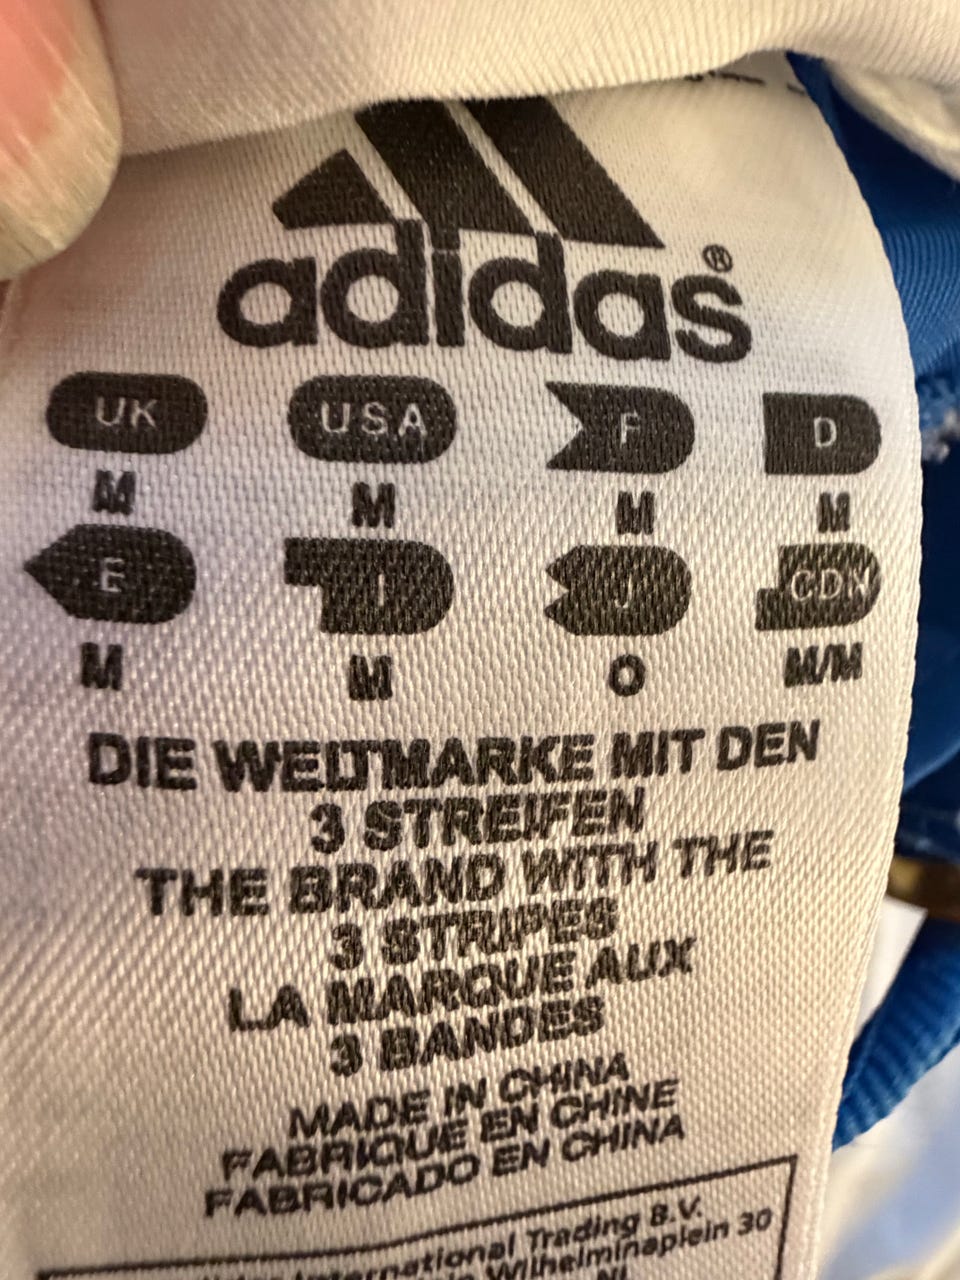 adidas®
UK USA F D
M M M M
E I J CDN
M M O M/M
DIE WELTMARKE MIT DEN
3 STREIFEN
THE BRAND WITH THE
3 STRIPES
LA MARQUE AUX
3 BANDES
MADE IN CHINA
FABRIQUE EN CHINE
FABRICADO EN CHINA
International Trading B.V.
Wilhelminaplein 30
NL